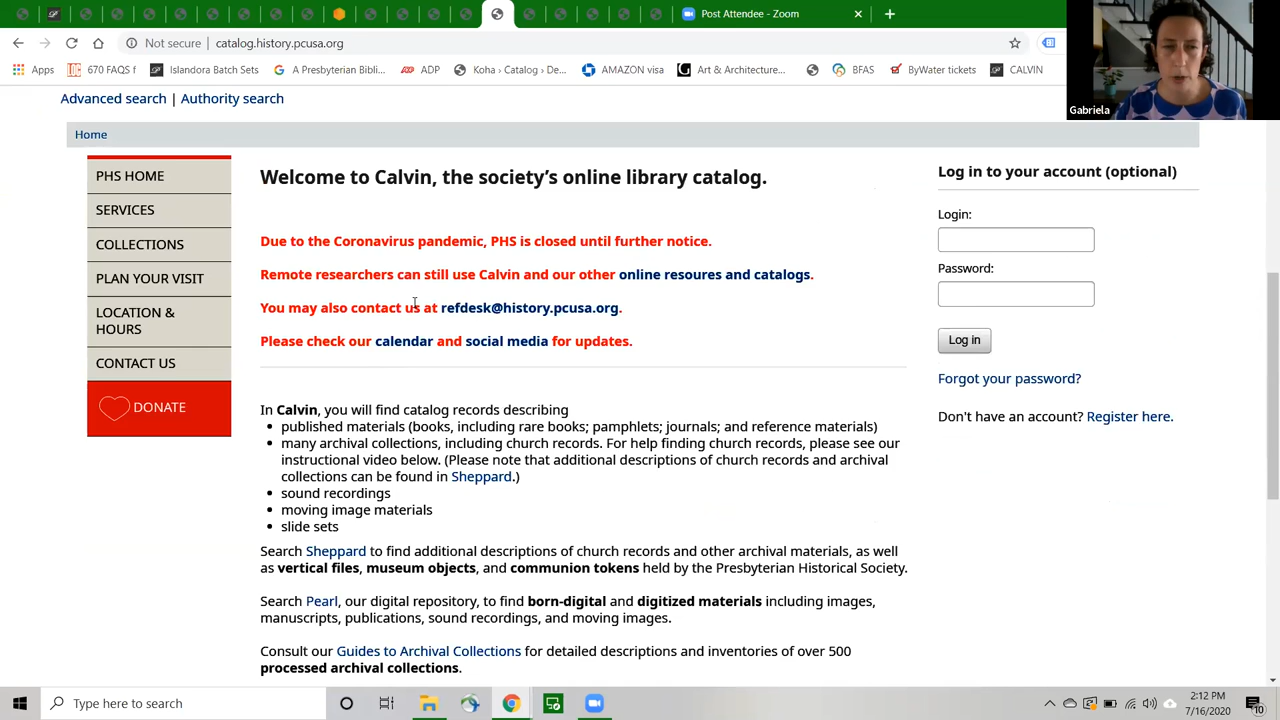 Post Attendee - Zoom
Not secure | catalog.history.pcusa.org
Apps 670 FAQS f Islandora Batch Sets A Presbyterian Bibli... ADP Koha › Catalog › De... AMAZON visa Art & Architecture... BFAS ByWater tickets CALVIN
Gabriela
Advanced search | Authority search
Home
PHS HOME
SERVICES
COLLECTIONS
PLAN YOUR VISIT
LOCATION &
HOURS
CONTACT US
DONATE
Welcome to Calvin, the society's online library catalog.
Due to the Coronavirus pandemic, PHS is closed until further notice.
Remote researchers can still use Calvin and our other online resoures and catalogs.
You may also contact us at refdesk@history.pcusa.org.
Please check our calendar and social media for updates.
In Calvin, you will find catalog records describing
• published materials (books, including rare books; pamphlets; journals; and reference materials)
• many archival collections, including church records. For help finding church records, please see our
instructional video below. (Please note that additional descriptions of church records and archival
collections can be found in Sheppard.)
• sound recordings
• moving image materials
• slide sets
Search Sheppard to find additional descriptions of church records and other archival materials, as well
as vertical files, museum objects, and communion tokens held by the Presbyterian Historical Society.
Search Pearl, our digital repository, to find born-digital and digitized materials including images,
manuscripts, publications, sound recordings, and moving images.
Consult our Guides to Archival Collections for detailed descriptions and inventories of over 500
processed archival collections.
Log in to your account (optional)
Login:
Password:
Log in
Forgot your password?
Don't have an account? Register here.
Type here to search
2:12 PM
7/16/2020
10